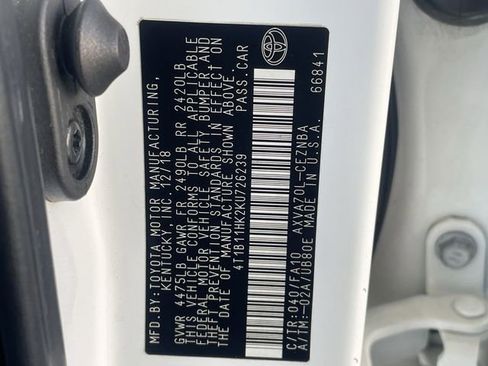 MFD.BY:TOYOTA MOTOR MANUFACTURING,
KENTUCKY, INC. 12/18
GVWR 4475LB GAWR FR 2490LB RR 2420LB
THIS VEHICLE CONFORMS TO ALL APPLICABLE
FEDERAL MOTOR VEHICLE SAFETY,BUMPER,AND
THEFT PREVENTION STANDARDS IN EFFECT ON
THE DATE OF MANUFACTURE SHOWN ABOVE.
4T1B11HK2KU726239 PASS.CAR
C/TR:040/FA10 AXVA70L-CEZNBA
A/TM:-02A/UB80E MADE IN U.S.A. 66841